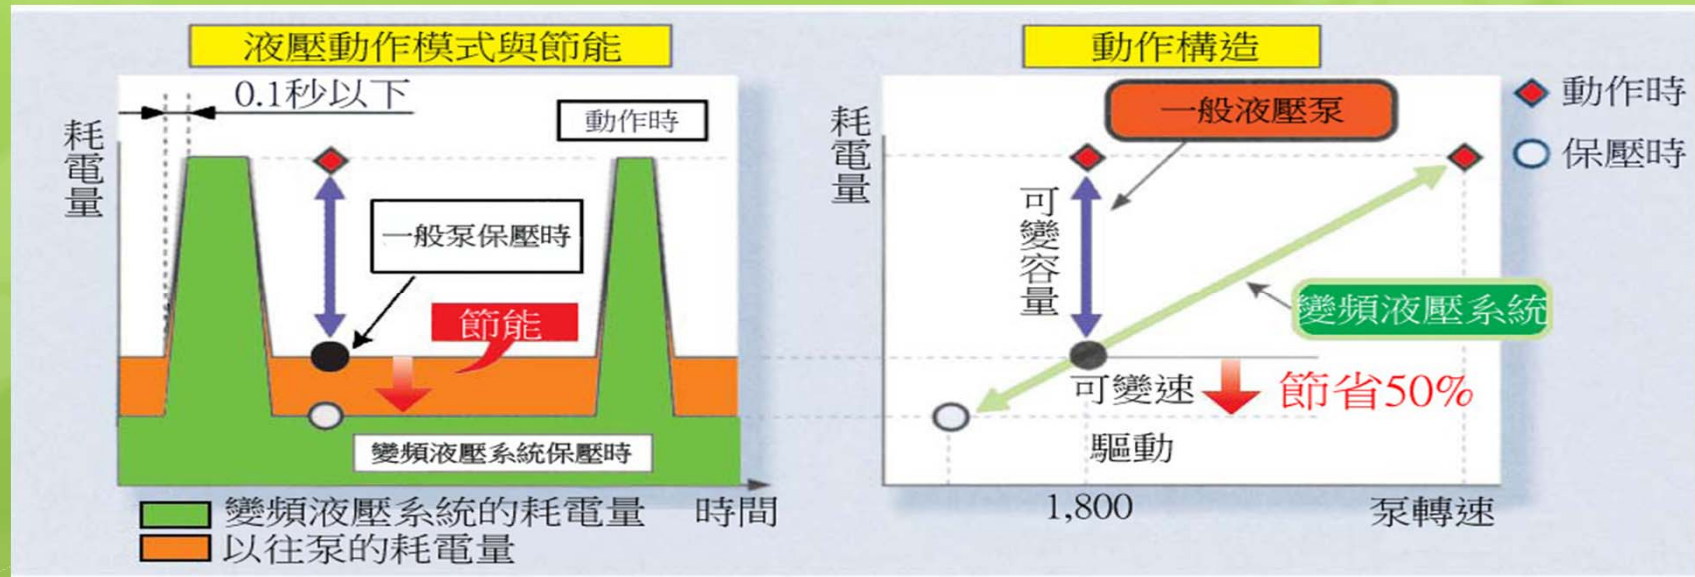 液壓動作模式與節能
0.1秒以下
動作時
耗電量
一般泵保壓時
節能
變頻液壓系統保壓時
變頻液壓系統的耗電量
時間
以往泵的耗電量
動作構造
一般液壓泵
耗電量
可變容量
變頻液壓系統
可變速
節省50%
驅動
1,800
泵轉速
動作時
保壓時